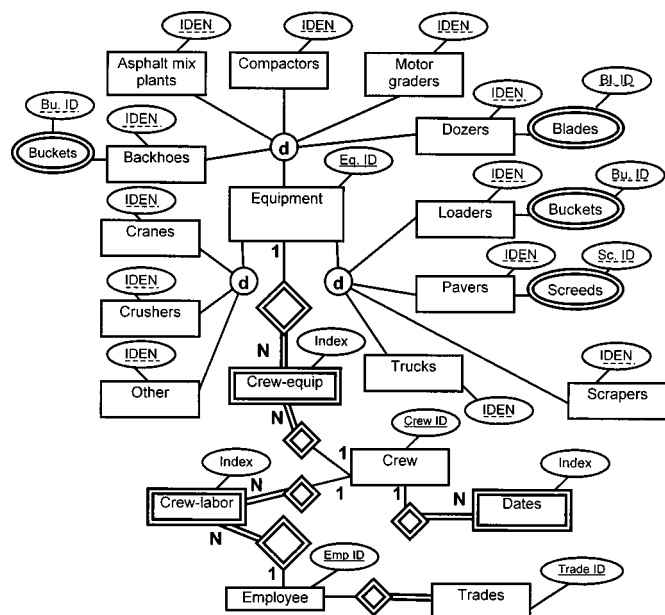 IDEN
IDEN
IDEN
Asphalt mix
plants
Compactors
Motor
graders
Bu. ID
IDEN
IDEN
Bl. ID
Buckets
Backhoes
d
Dozers
Blades
Eq. ID
Equipment
IDEN
Bu. ID
IDEN
Cranes
1
Loaders
Buckets
d
d
IDEN
Sc. ID
IDEN
Pavers
Screeds
Crushers
IDEN
N
Index
Other
Crew-equip
Trucks
IDEN
IDEN
Scrapers
N
Crew ID
1
Crew
Index
N
1
1
Index
Crew-labor
N
Dates
N
Emp ID
1
Trade ID
Employee
Trades